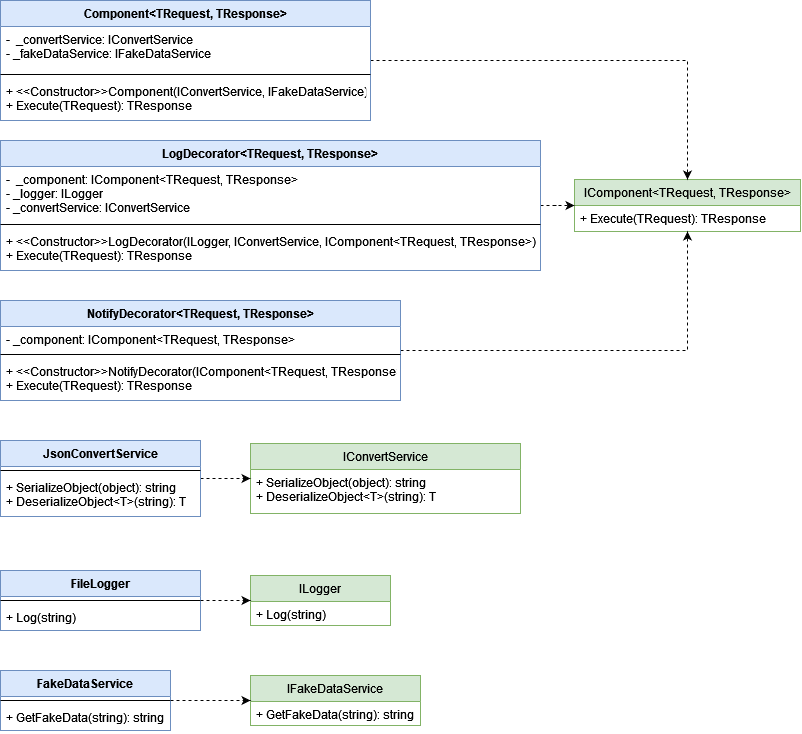 Component<TRequest, TResponse>
- _convertService: IConvertService
- _fakeDataService: IFakeDataService
+ <<Constructor>>Component(IConvertService, IFakeDataService)
+ Execute(TRequest): TResponse
LogDecorator<TRequest, TResponse>
- _component: IComponent<TRequest, TResponse>
- _logger: ILogger
- _convertService: IConvertService
+ <<Constructor>>LogDecorator(ILogger, IConvertService, IComponent<TRequest, TResponse>)
+ Execute(TRequest): TResponse
IComponent<TRequest, TResponse>
+ Execute(TRequest): TResponse
NotifyDecorator<TRequest, TResponse>
- _component: IComponent<TRequest, TResponse>
+ <<Constructor>>NotifyDecorator(IComponent<TRequest, TResponse
+ Execute(TRequest): TResponse
JsonConvertService
+ SerializeObject(object): string
+ DeserializeObject<T>(string): T
IConvertService
+ SerializeObject(object): string
+ DeserializeObject<T>(string): T
FileLogger
+ Log(string)
ILogger
+ Log(string)
FakeDataService
+ GetFakeData(string): string
IFakeDataService
+ GetFakeData(string): string